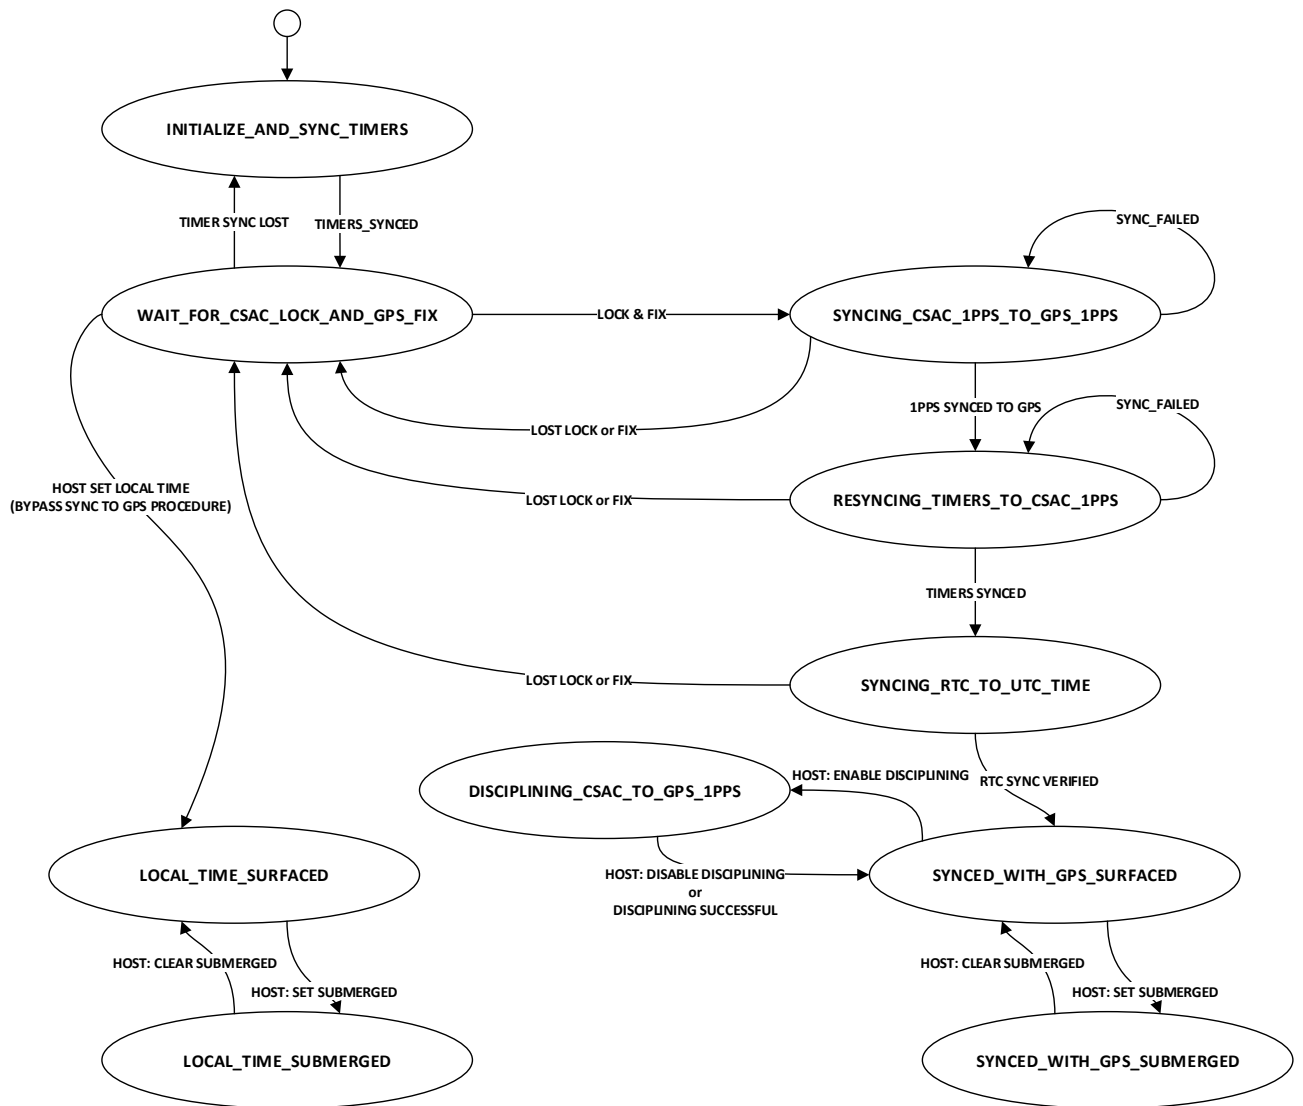 INITIALIZE_AND_SYNC_TIMERS
TIMER SYNC LOST
TIMERS_SYNCED
SYNC_FAILED
WAIT_FOR_CSAC_LOCK_AND_GPS_FIX
LOCK & FIX
SYNCING_CSAC_1PPS_TO_GPS_1PPS
1PPS SYNCED TO GPS
SYNC_FAILED
LOST LOCK or FIX
HOST SET LOCAL TIME
(BYPASS SYNC TO GPS PROCEDURE)
LOST LOCK or FIX
RESYNCING_TIMERS_TO_CSAC_1PPS
TIMERS SYNCED
LOST LOCK or FIX
SYNCING_RTC_TO_UTC_TIME
HOST: ENABLE DISCIPLINING
RTC SYNC VERIFIED
DISCIPLINING_CSAC_TO_GPS_1PPS
LOCAL_TIME_SURFACED
HOST: DISABLE DISCIPLINING
or
DISCIPLINING SUCCESSFUL
SYNCED_WITH_GPS_SURFACED
HOST: CLEAR SUBMERGED
HOST: SET SUBMERGED
HOST: CLEAR SUBMERGED
HOST: SET SUBMERGED
LOCAL_TIME_SUBMERGED
SYNCED_WITH_GPS_SUBMERGED